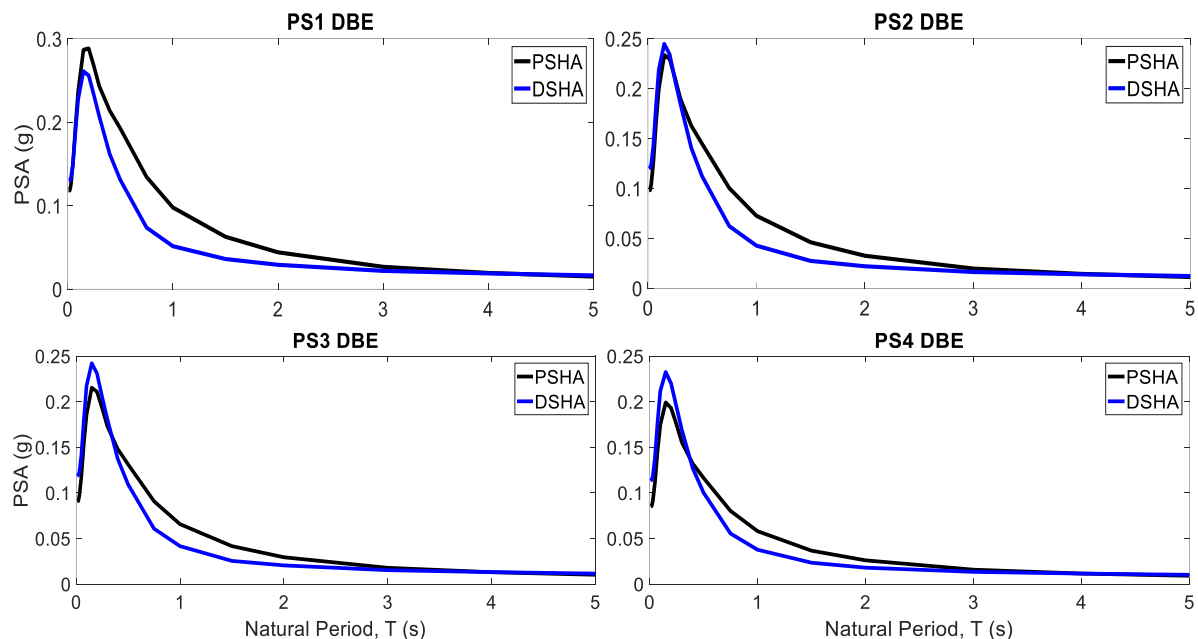 PS1 DBE
0.3
0.2
0.1
0
PSA (g)
PSHA
DSHA
0 1 2 3 4 5
PS2 DBE
0.25
0.2
0.15
0.1
0.05
0
PSHA
DSHA
0 1 2 3 4 5
PS3 DBE
0.25
0.2
0.15
0.1
0.05
0
PSA (g)
PSHA
DSHA
0 1 2 3 4 5
Natural Period, T (s)
PS4 DBE
0.25
0.2
0.15
0.1
0.05
0
PSHA
DSHA
0 1 2 3 4 5
Natural Period, T (s)